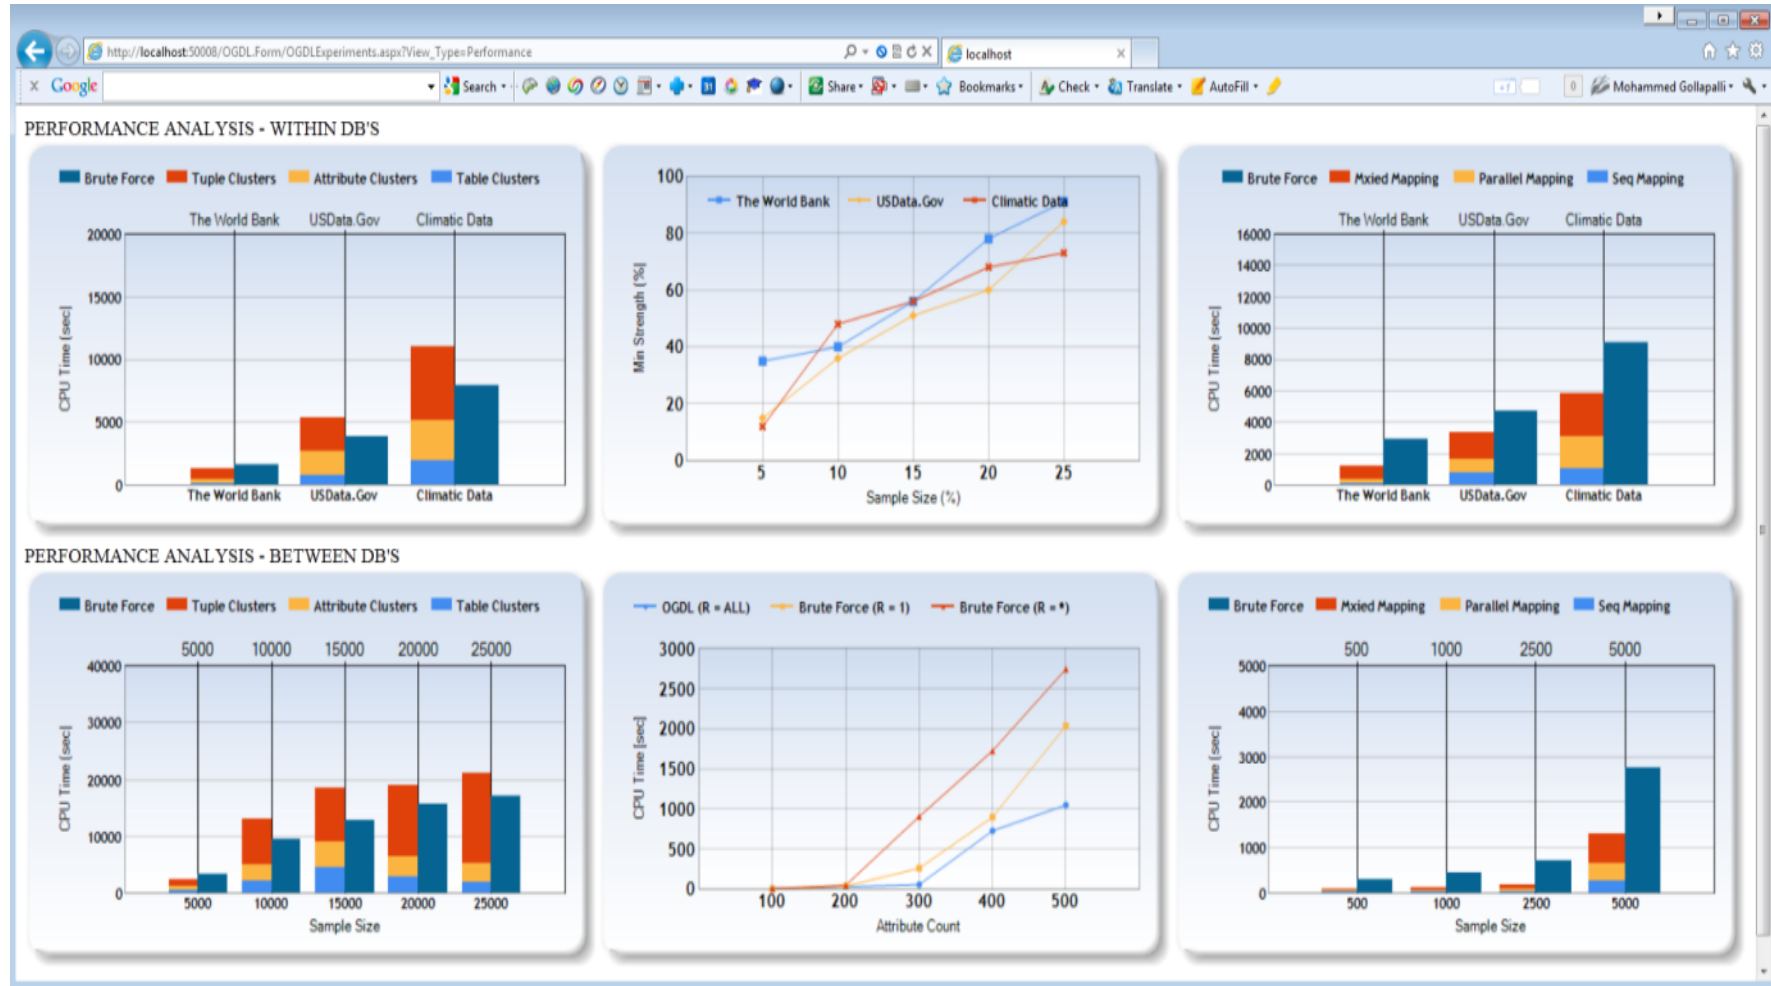 http://localhost:50008/OGDL.Form/OGDLExperiments.aspx?View_Type=Performance
localhost
Google Search Share Bookmarks Check Translate AutoFill 0 Mohammed Gollapalli
PERFORMANCE ANALYSIS - WITHIN DB'S
Brute Force Tuple Clusters Attribute Clusters Table Clusters
The World Bank USData.Gov Climatic Data
20000
15000
10000
5000
0
CPU Time [sec]
The World Bank USData.Gov Climatic Data
100
The World Bank USData.Gov Climatic Data
80
60
40
20
0
Min Strength (%)
5 10 15 20 25
Sample Size (%)
Brute Force Mxied Mapping Parallel Mapping Seq Mapping
The World Bank USData.Gov Climatic Data
16000
14000
12000
10000
8000
6000
4000
2000
0
CPU Time [sec]
The World Bank USData.Gov Climatic Data
PERFORMANCE ANALYSIS - BETWEEN DB'S
Brute Force Tuple Clusters Attribute Clusters Table Clusters
5000 10000 15000 20000 25000
40000
30000
20000
10000
0
CPU Time [sec]
5000 10000 15000 20000 25000
Sample Size
OGDL (R = ALL) Brute Force (R = 1) Brute Force (R = *)
3000
2500
2000
1500
1000
500
0
CPU Time [sec]
100 200 300 400 500
Attribute Count
Brute Force Mxied Mapping Parallel Mapping Seq Mapping
500 1000 2500 5000
5000
4000
3000
2000
1000
0
CPU Time [sec]
500 1000 2500 5000
Sample Size